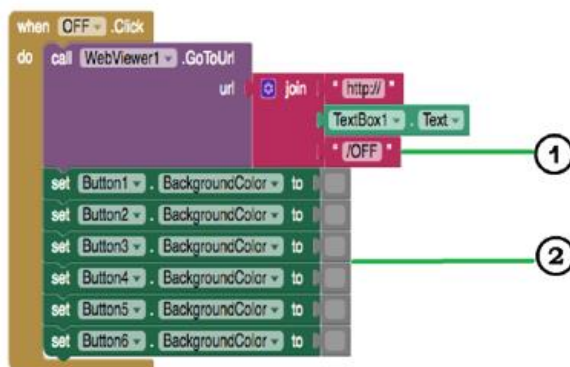 when OFF .Click
do call WebViewer1 .GoToUrl
url join " http:// "
TextBox1 . Text
" /OFF "
1
set Button1 . BackgroundColor to
set Button2 . BackgroundColor to
set Button3 . BackgroundColor to
2
set Button4 . BackgroundColor to
set Button5 . BackgroundColor to
set Button6 . BackgroundColor to